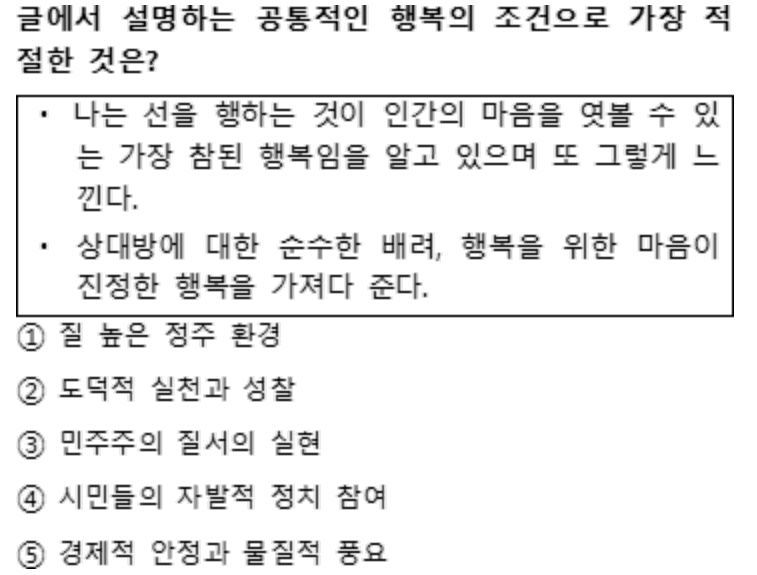 글에서 설명하는 공통적인 행복의 조건으로 가장 적
절한 것은?
• 나는 선을 행하는 것이 인간의 마음을 엿볼 수 있
는 가장 참된 행복임을 알고 있으며 또 그렇게 느
낀다.
• 상대방에 대한 순수한 배려, 행복을 위한 마음이
진정한 행복을 가져다 준다.
① 질 높은 정주 환경
② 도덕적 실천과 성찰
③ 민주주의 질서의 실현
④ 시민들의 자발적 정치 참여
⑤ 경제적 안정과 물질적 풍요